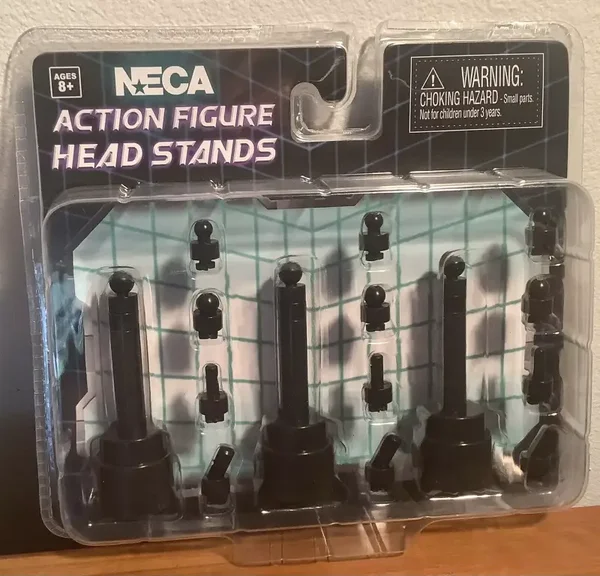 AGES
8+
NECA
ACTION FIGURE
HEAD STANDS
WARNING:
CHOKING HAZARD - Small parts.
Not for children under 3 years.